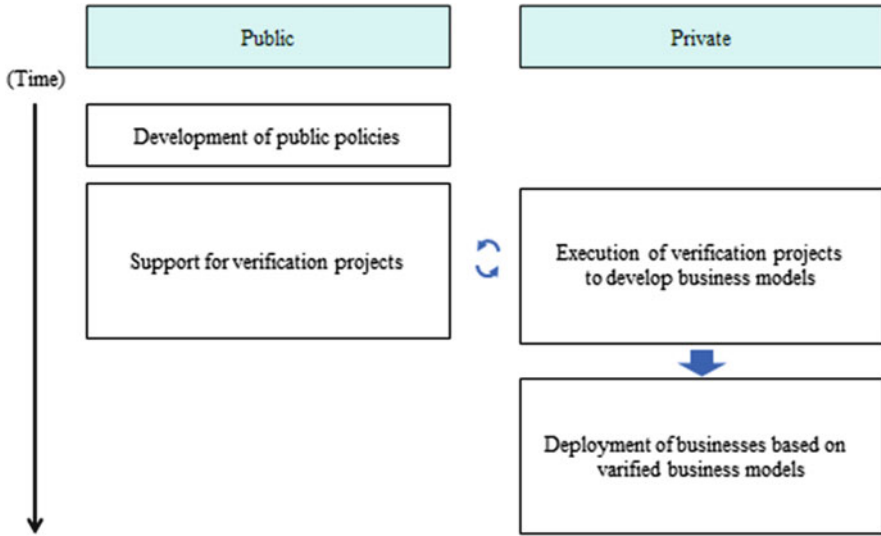 Public
Private
(Time)
Development of public policies
Support for verification projects
Execution of verification projects
to develop business models
Deployment of businesses based on
varified business models